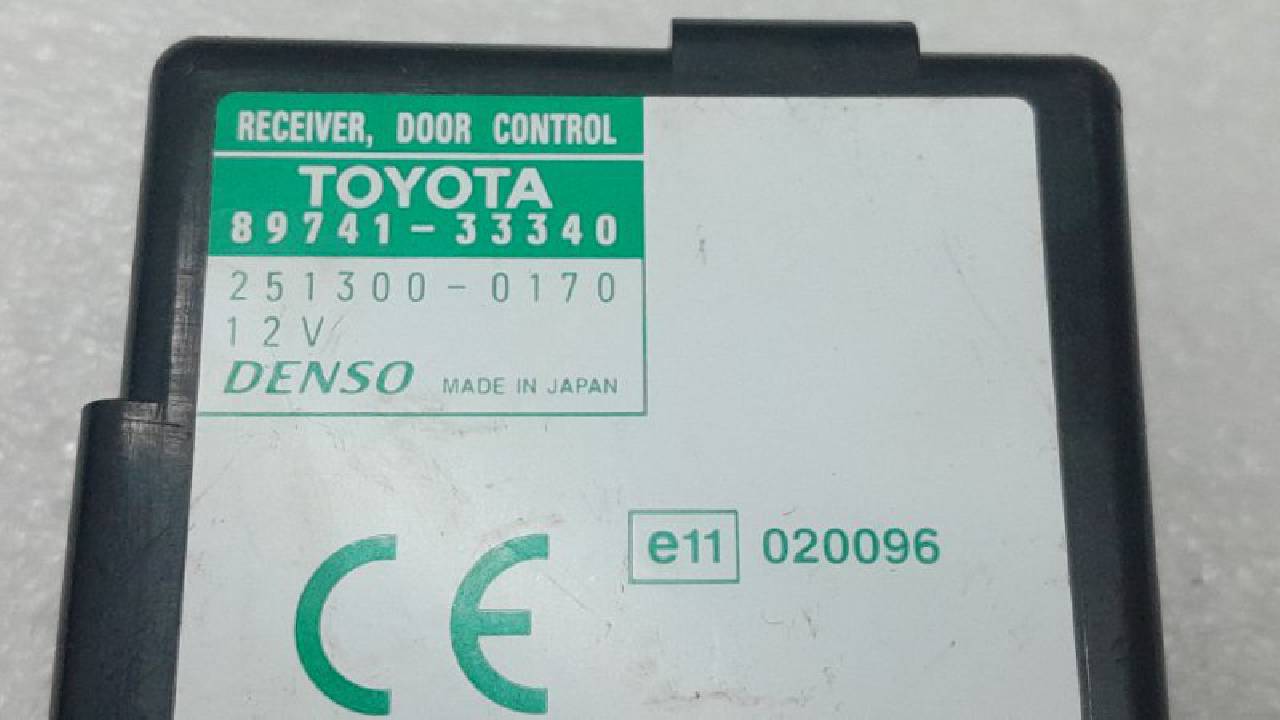 RECEIVER, DOOR CONTROL
TOYOTA
89741-33340
251300-0170
12V
DENSO MADE IN JAPAN
e11 020096
CE